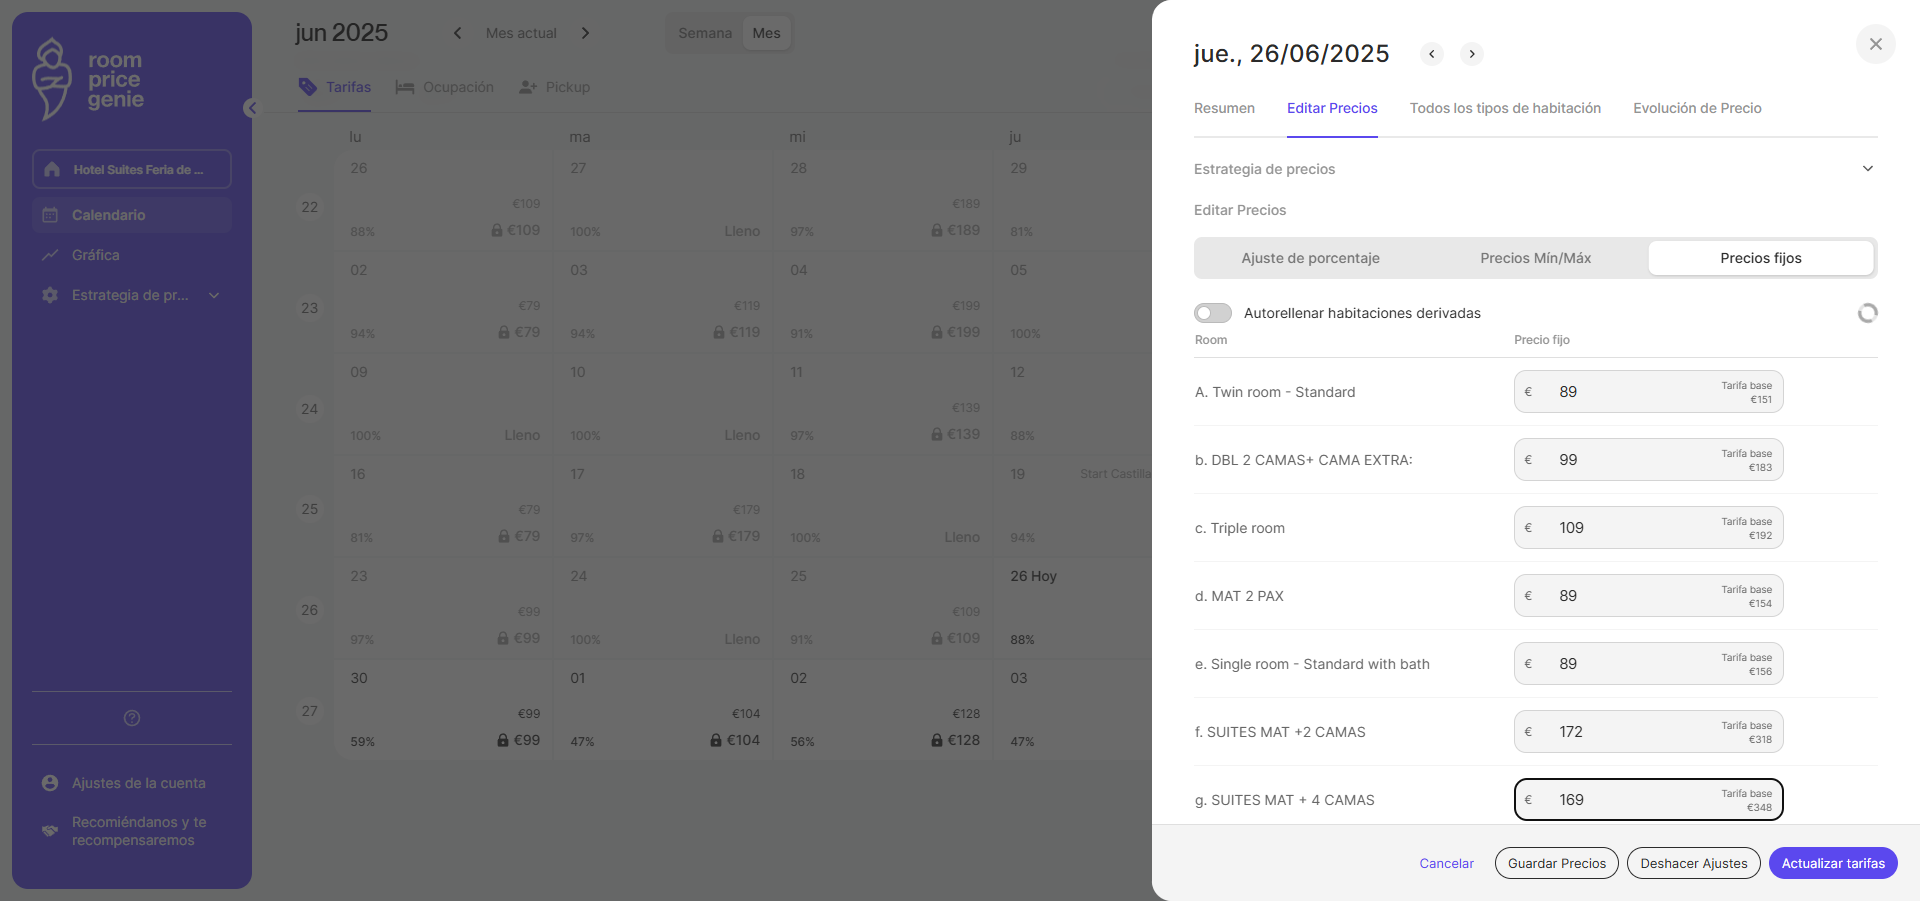 room
price
genie
Hotel Suites Feria de ...
Calendario
Gráfica
Estrategia de pr...
Ajustes de la cuenta
Recomiéndanos y te
recompensaremos
jun 2025
Mes actual
Semana
Mes
Tarifas
Ocupación
Pickup
lu
ma
mi
ju
22
26
€109
88%
€109
27
100%
Lleno
28
€189
97%
€189
29
81%
23
02
€79
94%
€79
03
€119
94%
€119
04
€199
91%
€199
05
100%
24
09
100%
Lleno
10
100%
Lleno
11
€139
97%
€139
12
88%
25
16
€79
81%
€79
17
€179
97%
€179
18
100%
Lleno
19
Start Castilla
94%
26
23
€99
97%
€99
24
100%
Lleno
25
€109
91%
€109
26 Hoy
88%
27
30
€99
59%
€99
01
€104
47%
€104
02
€128
56%
€128
03
47%
jue., 26/06/2025
Resumen
Editar Precios
Todos los tipos de habitación
Evolución de Precio
Estrategia de precios
Editar Precios
Ajuste de porcentaje
Precios Mín/Máx
Precios fijos
Autorellenar habitaciones derivadas
Room
Precio fijo
A. Twin room - Standard
€ 89
Tarifa base
€151
b. DBL 2 CAMAS+ CAMA EXTRA:
€ 99
Tarifa base
€183
c. Triple room
€ 109
Tarifa base
€192
d. MAT 2 PAX
€ 89
Tarifa base
€154
e. Single room - Standard with bath
€ 89
Tarifa base
€156
f. SUITES MAT +2 CAMAS
€ 172
Tarifa base
€318
g. SUITES MAT + 4 CAMAS
€ 169
Tarifa base
€348
Cancelar
Guardar Precios
Deshacer Ajustes
Actualizar tarifas